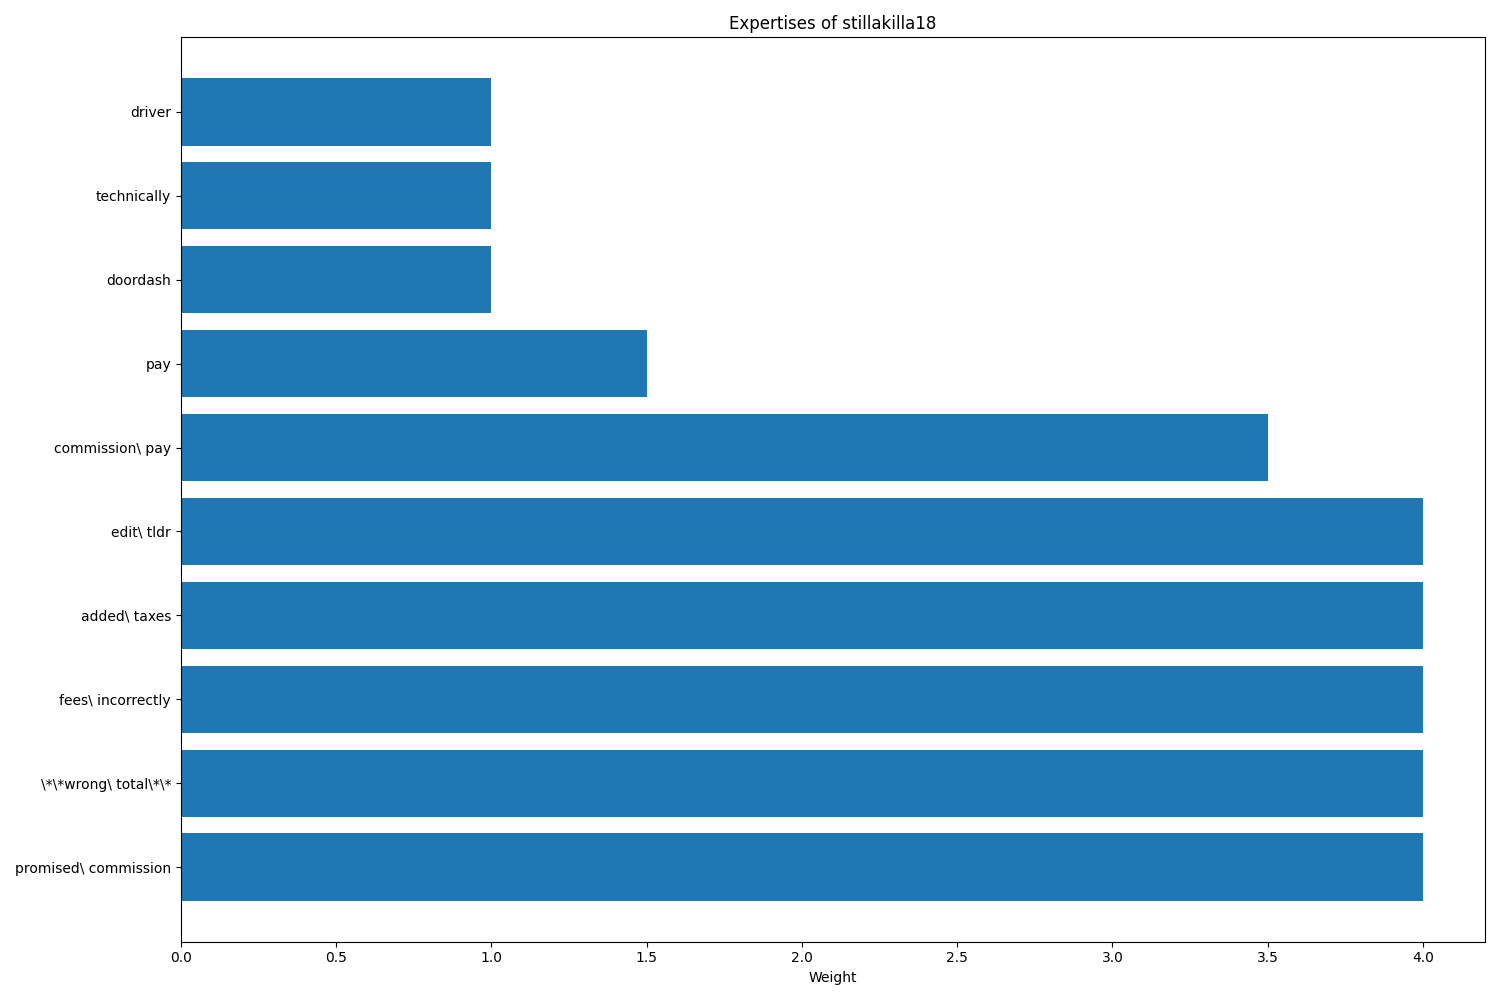 Expertises of stillakilla18
driver
technically
doordash
pay
commission\ pay
edit\ tldr
added\ taxes
fees\ incorrectly
\*\*wrong\ total\*\*
promised\ commission
0.0 0.5 1.0 1.5 2.0 2.5 3.0 3.5 4.0
Weight